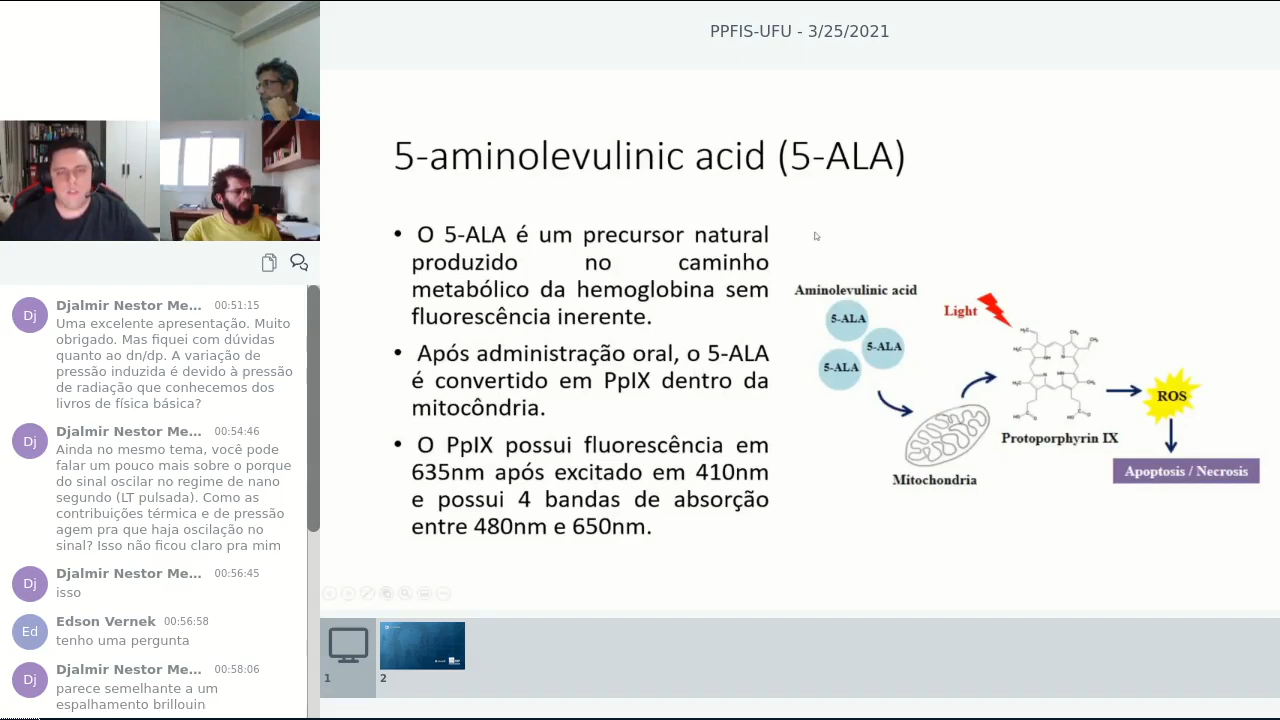 PPFIS-UFU - 3/25/2021
5-aminolevulinic acid (5-ALA)
• O 5-ALA é um precursor natural
produzido no caminho
metabólico da hemoglobina sem
fluorescência inerente.
• Após administração oral, o 5-ALA
é convertido em PpIX dentro da
mitocôndria.
• O PpIX possui fluorescência em
635nm após excitado em 410nm
e possui 4 bandas de absorção
entre 480nm e 650nm.
Aminolevulinic acid
5-ALA
5-ALA
5-ALA
Light
Mitochondria
Protoporphyrin IX
ROS
Apoptosis / Necrosis
Dj
Djalmir Nestor Me... 00:51:15
Uma excelente apresentação. Muito
obrigado. Mas fiquei com dúvidas
quanto ao dn/dp. A variação de
pressão induzida é devido à pressão
de radiação que conhecemos dos
livros de física básica?
Dj
Djalmir Nestor Me... 00:54:46
Ainda no mesmo tema, você pode
falar um pouco mais sobre o porque
do sinal oscilar no regime de nano
segundo (LT pulsada). Como as
contribuições térmica e de pressão
agem pra que haja oscilação no
sinal? Isso não ficou claro pra mim
Dj
Djalmir Nestor Me... 00:56:45
isso
Ed
Edson Vernek 00:56:58
tenho uma pergunta
Dj
Djalmir Nestor Me... 00:58:06
parece semelhante a um
espalhamento brillouin
1
2